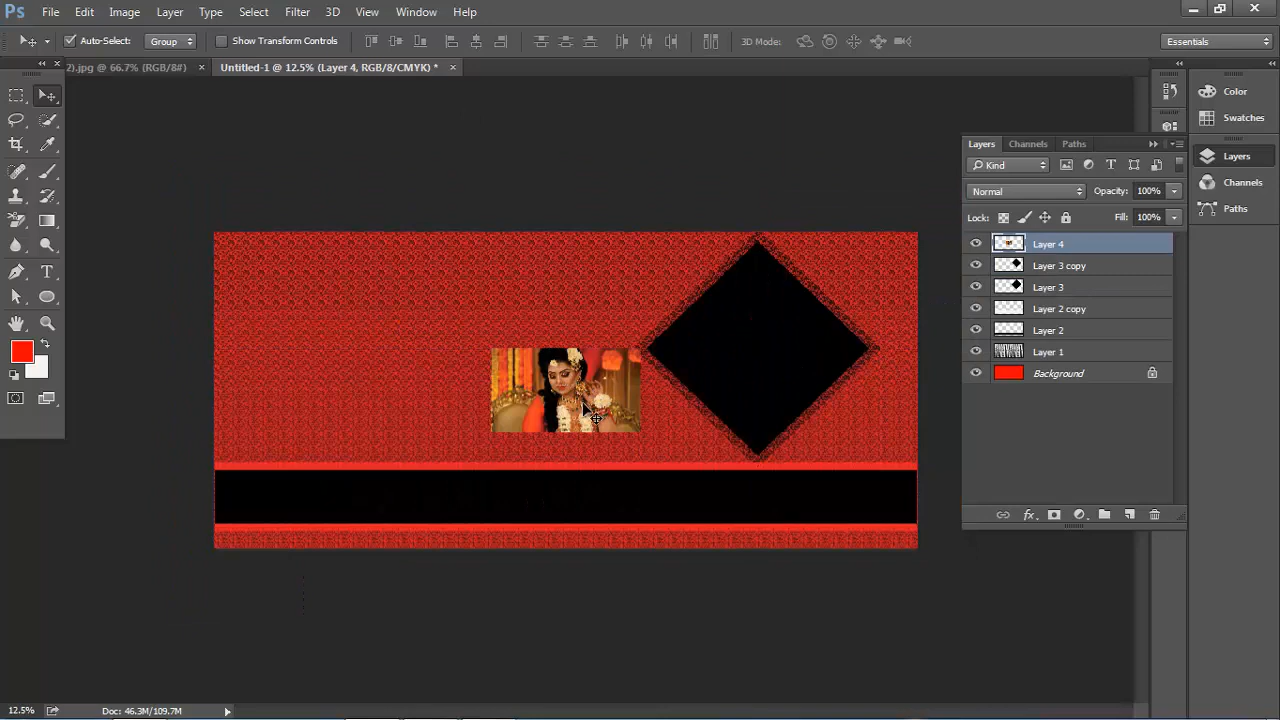 Ps File Edit Image Layer Type Select Filter 3D View Window Help
Auto-Select: Group Show Transform Controls 3D Mode: Essentials
2).jpg @ 66.7% (RGB/8#) × Untitled-1 @ 12.5% (Layer 4, RGB/8/CMYK) * ×
Color
Swatches
Layers
Channels
Paths
Layers Channels Paths
Kind
Normal Opacity: 100%
Lock: Fill: 100%
Layer 4
Layer 3 copy
Layer 3
Layer 2 copy
Layer 2
Layer 1
Background
fx
12.5% Doc: 46.3M/109.7M